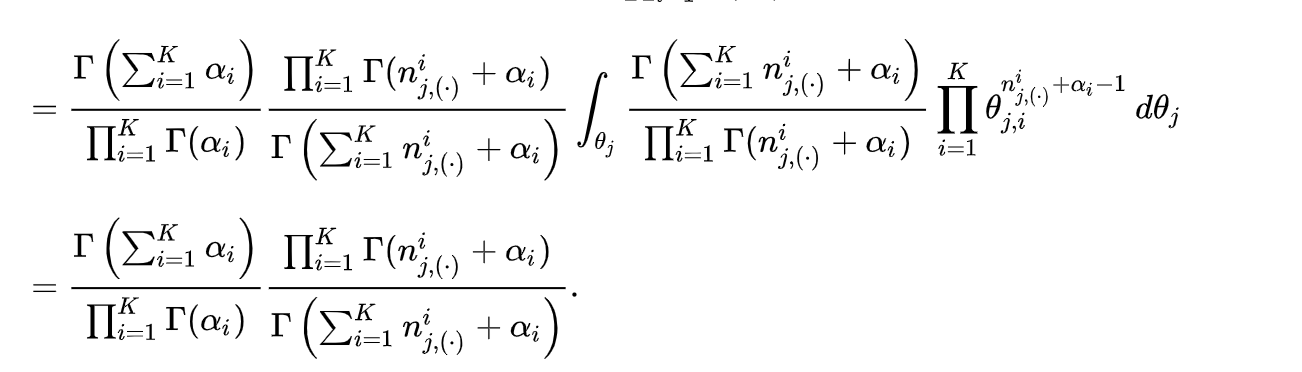 = \frac{\Gamma\left(\sum_{i=1}^{K} \alpha_i\right)}{\prod_{i=1}^{K} \Gamma(\alpha_i)} \frac{\prod_{i=1}^{K} \Gamma(n_{j,(\cdot)}^{i} + \alpha_i)}{\Gamma\left(\sum_{i=1}^{K} n_{j,(\cdot)}^{i} + \alpha_i\right)} \int_{\theta_j} \frac{\Gamma\left(\sum_{i=1}^{K} n_{j,(\cdot)}^{i} + \alpha_i\right)}{\prod_{i=1}^{K} \Gamma(n_{j,(\cdot)}^{i} + \alpha_i)} \prod_{i=1}^{K} \theta_{j,i}^{n_{j,(\cdot)}^{i} + \alpha_i - 1} \, d\theta_j
= \frac{\Gamma\left(\sum_{i=1}^{K} \alpha_i\right)}{\prod_{i=1}^{K} \Gamma(\alpha_i)} \frac{\prod_{i=1}^{K} \Gamma(n_{j,(\cdot)}^{i} + \alpha_i)}{\Gamma\left(\sum_{i=1}^{K} n_{j,(\cdot)}^{i} + \alpha_i\right)}.